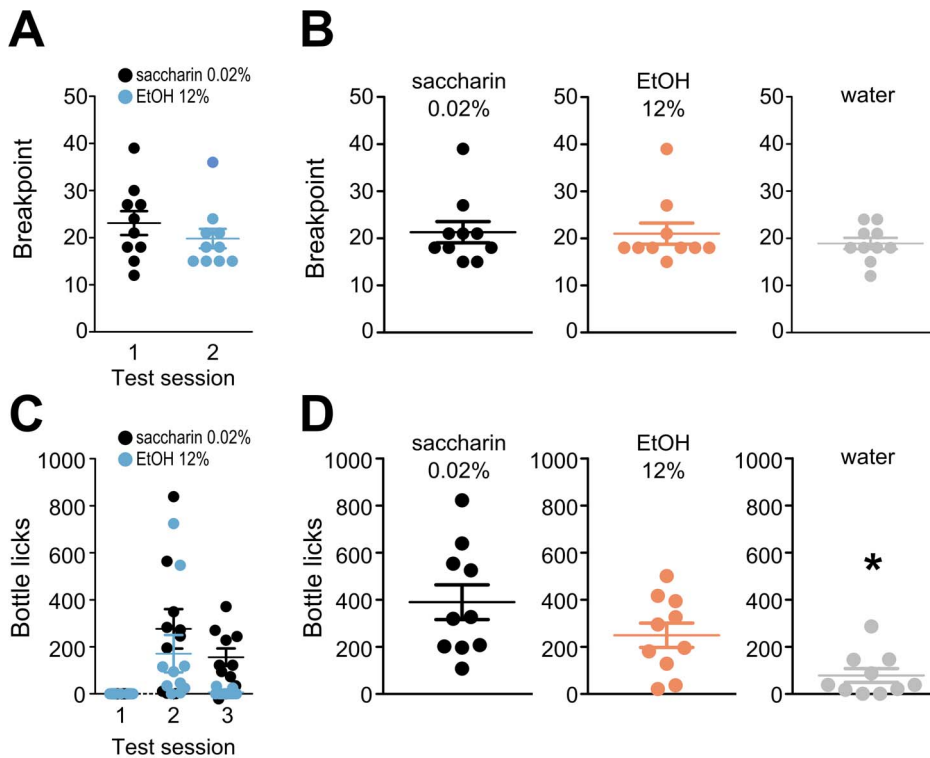 A
saccharin 0.02%
EtOH 12%
50
40
30
20
10
0
Breakpoint
1 2
Test session
B
saccharin
0.02%
50
40
30
20
10
0
Breakpoint
EtOH
12%
50
40
30
20
10
0
water
50
40
30
20
10
0
C
saccharin 0.02%
EtOH 12%
1000
800
600
400
200
0
Bottle licks
1 2 3
Test session
D
saccharin
0.02%
1000
800
600
400
200
0
Bottle licks
EtOH
12%
1000
800
600
400
200
0
water
1000
800
600
400
200
0
*